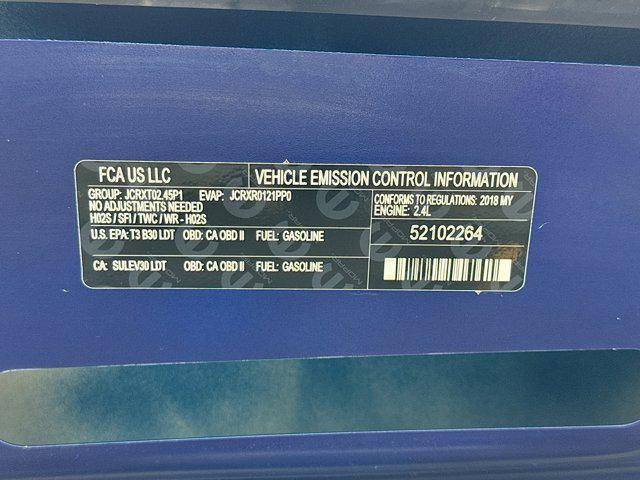 FCA US LLC
VEHICLE EMISSION CONTROL INFORMATION
GROUP: JCRXT02.45P1 EVAP: JCRXR0121PP0
NO ADJUSTMENTS NEEDED
H02S / SFI / TWC / WR - H02S
CONFORMS TO REGULATIONS: 2018 MY
ENGINE: 2.4L
U.S. EPA: T3 B30 LDT OBD: CA OBD II FUEL: GASOLINE
52102264
CA: SULEV30 LDT OBD: CA OBD II FUEL: GASOLINE